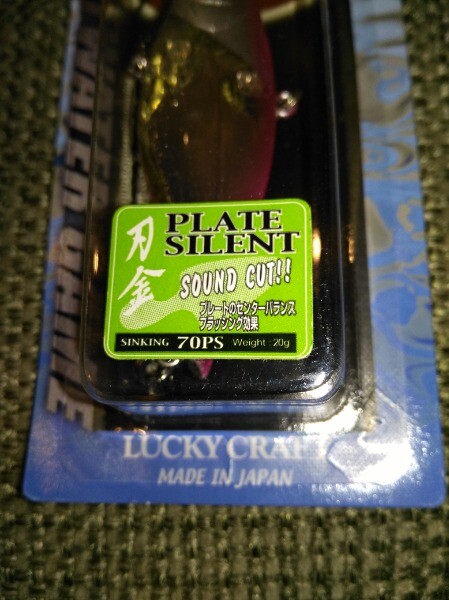 刃金
PLATE
SILENT
SOUND CUT!!
プレートのセンターバランス
フラッシング効果
SINKING 70PS Weight : 20g
LUCKY CRAFT
MADE IN JAPAN